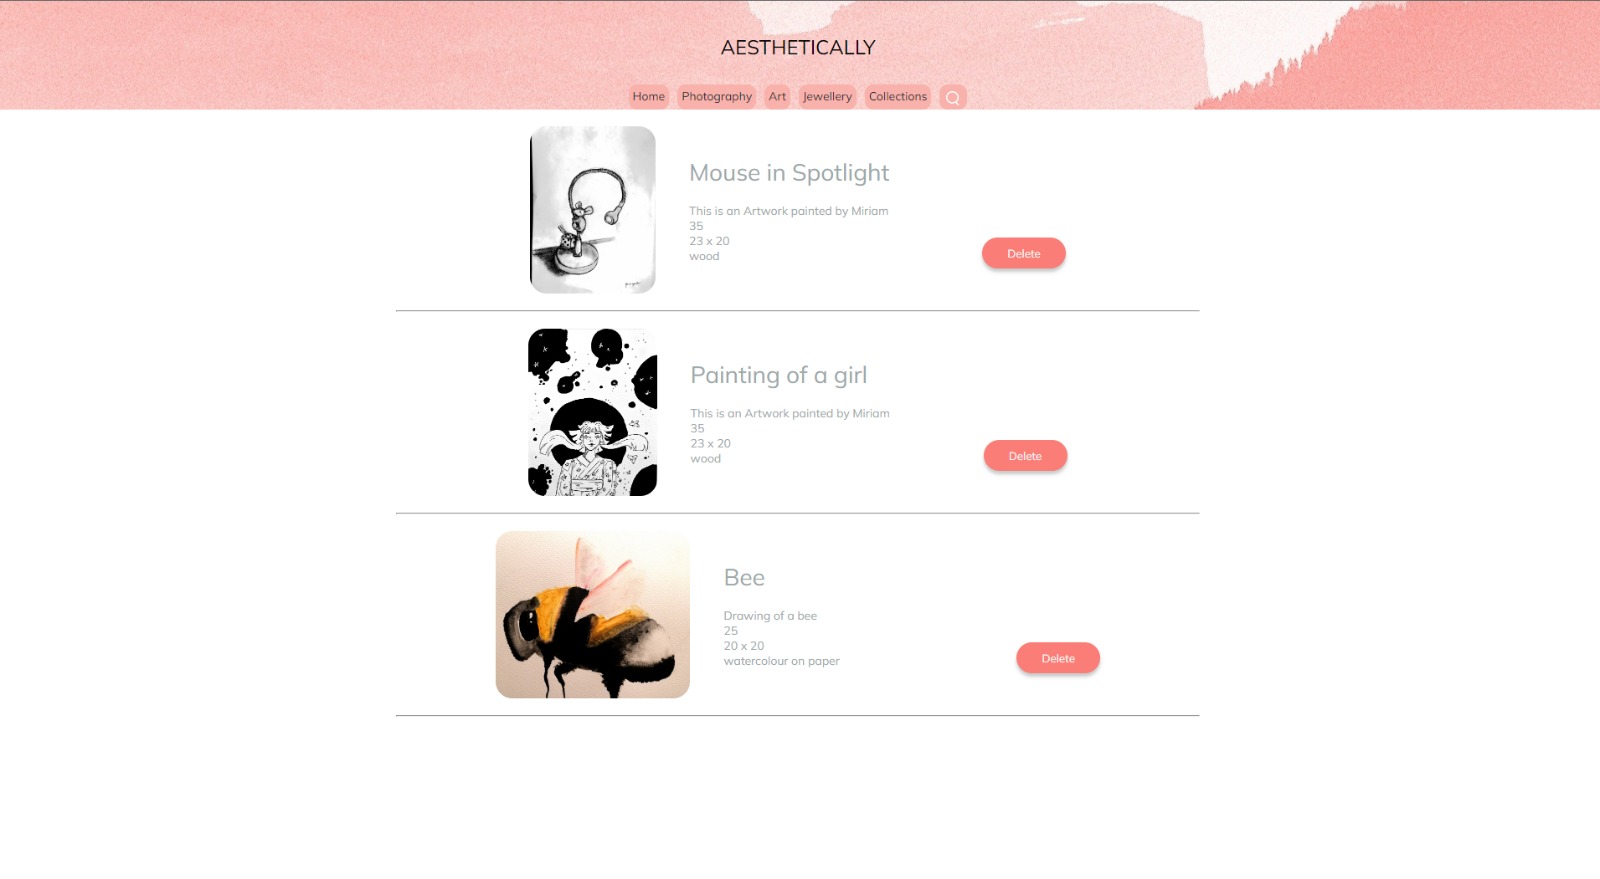 AESTHETICALLY
Home Photography Art Jewellery Collections
Mouse in Spotlight
This is an Artwork painted by Miriam
35
23 x 20
wood
Delete
Painting of a girl
This is an Artwork painted by Miriam
35
23 x 20
wood
Delete
Bee
Drawing of a bee
25
20 x 20
watercolour on paper
Delete